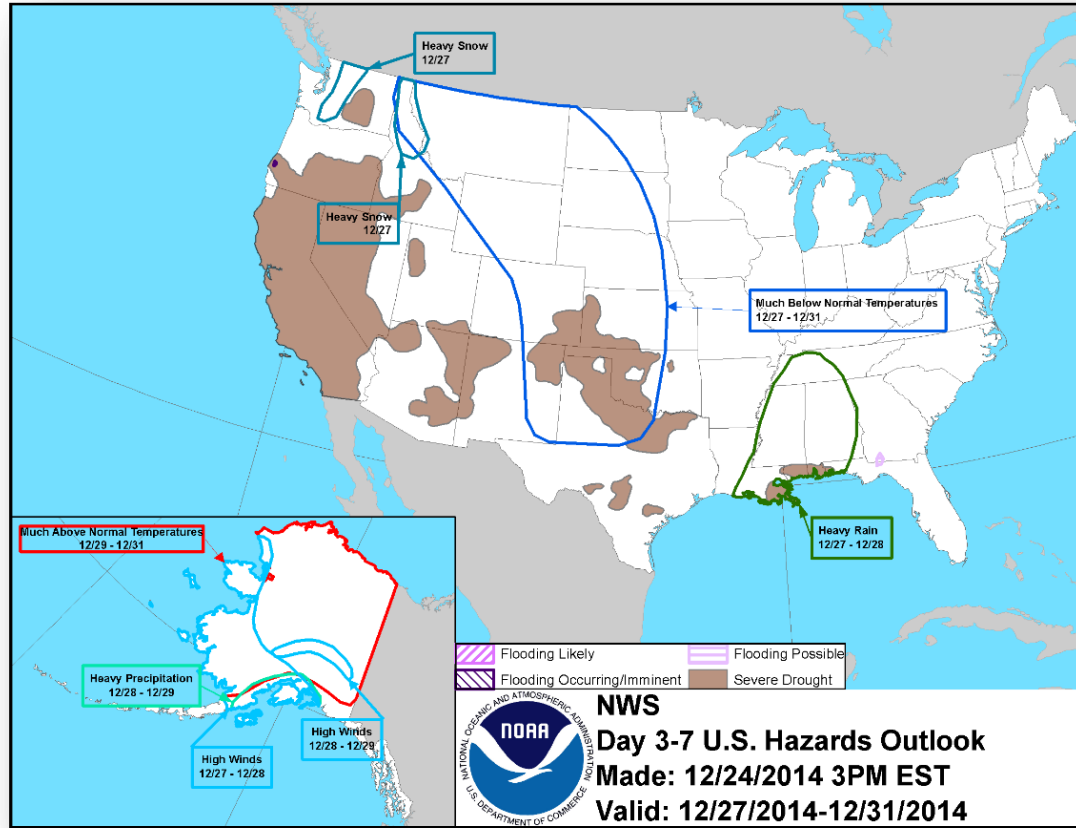 Heavy Snow
12/27
Heavy Snow
12/27
Much Below Normal Temperatures
12/27 - 12/31
Heavy Rain
12/27 - 12/28
Much Above Normal Temperatures
12/29 - 12/31
Heavy Precipitation
12/28 - 12/29
High Winds
12/27 - 12/28
High Winds
12/28 - 12/29
Flooding Likely
Flooding Possible
Flooding Occurring/Imminent
Severe Drought
NATIONAL OCEANIC AND ATMOSPHERIC ADMINISTRATION
NOAA
U.S. DEPARTMENT OF COMMERCE
NWS
Day 3-7 U.S. Hazards Outlook
Made: 12/24/2014 3PM EST
Valid: 12/27/2014-12/31/2014